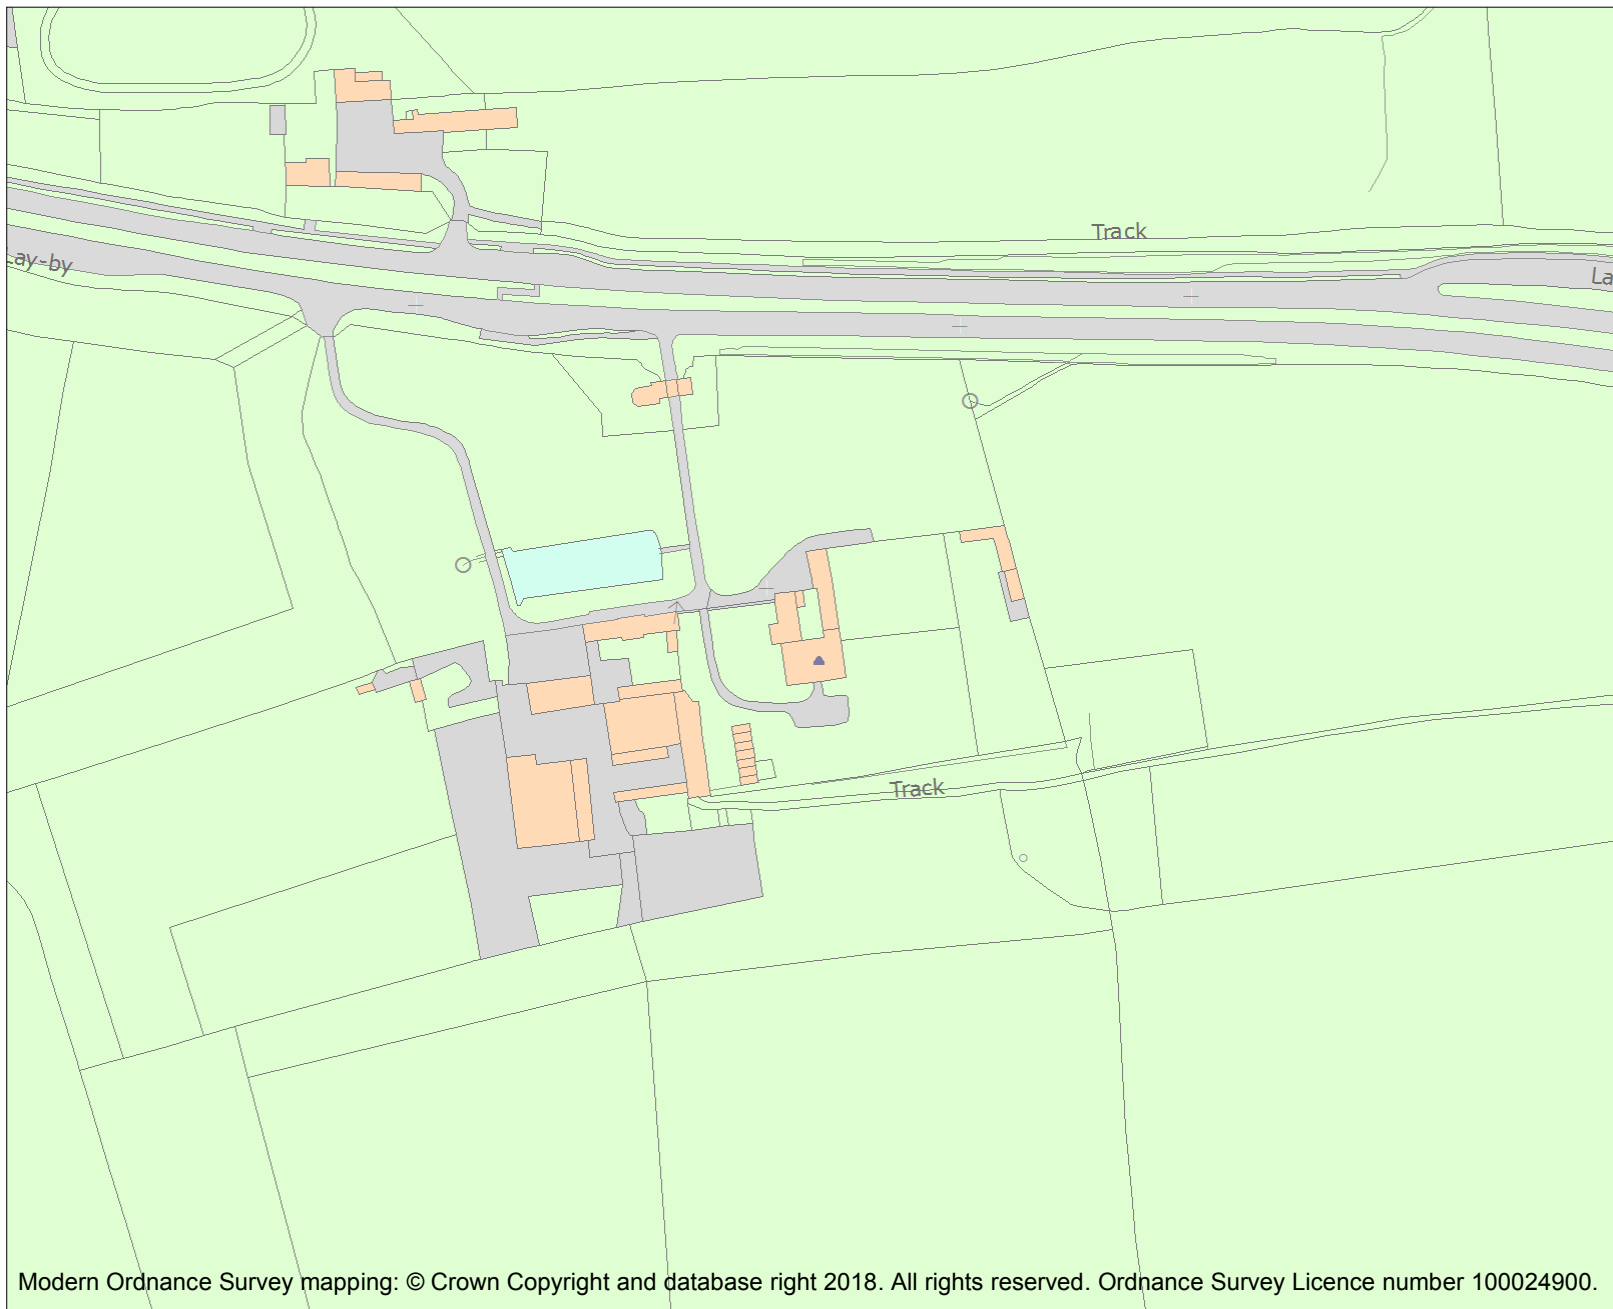 Track
Lay-by
La
Track
Modern Ordnance Survey mapping: © Crown Copyright and database right 2018. All rights reserved. Ordnance Survey Licence number 100024900.